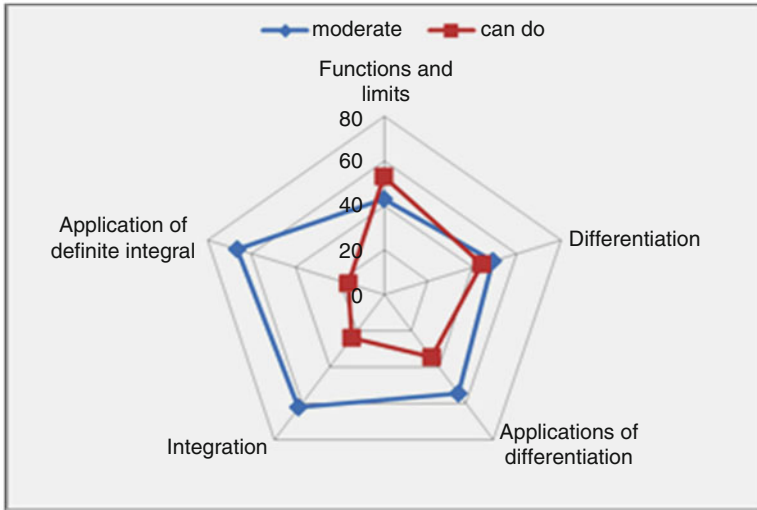 moderate can do
Functions and
limits
80
60
40
20
0
Differentiation
Application of
definite integral
Applications of
differentiation
Integration